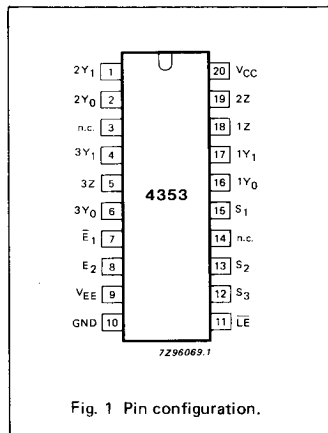 2Y1 1 20 VCC
2Y0 2 19 2Z
n.c. 3 18 1Z
3Y1 4 17 1Y1
3Z 5 16 1Y0
4353
3Y0 6 15 S1
E̅1 7 14 n.c.
E2 8 13 S2
VEE 9 12 S3
GND 10 11 L̅E̅
7Z96069.1
Fig. 1 Pin configuration.